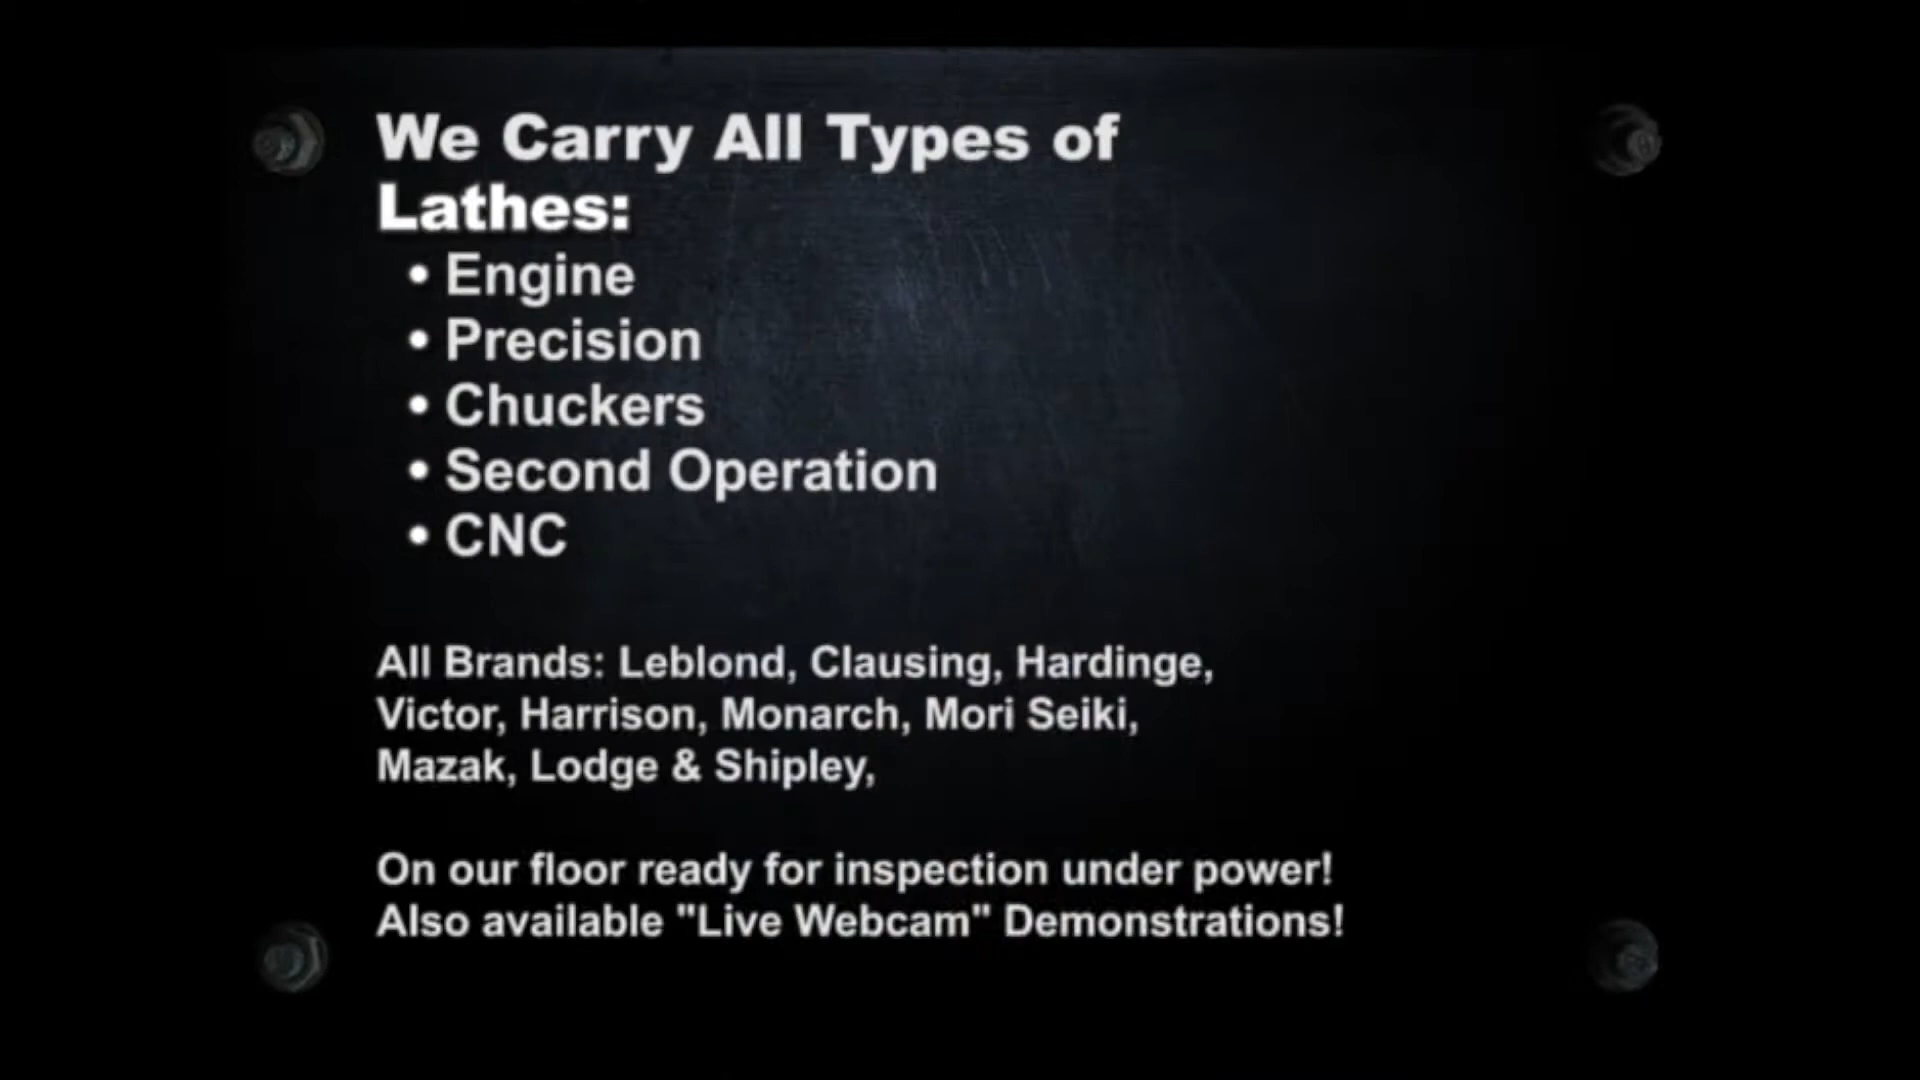 We Carry All Types of
Lathes:
• Engine
• Precision
• Chuckers
• Second Operation
• CNC
All Brands: Leblond, Clausing, Hardinge,
Victor, Harrison, Monarch, Mori Seiki,
Mazak, Lodge & Shipley,
On our floor ready for inspection under power!
Also available "Live Webcam" Demonstrations!